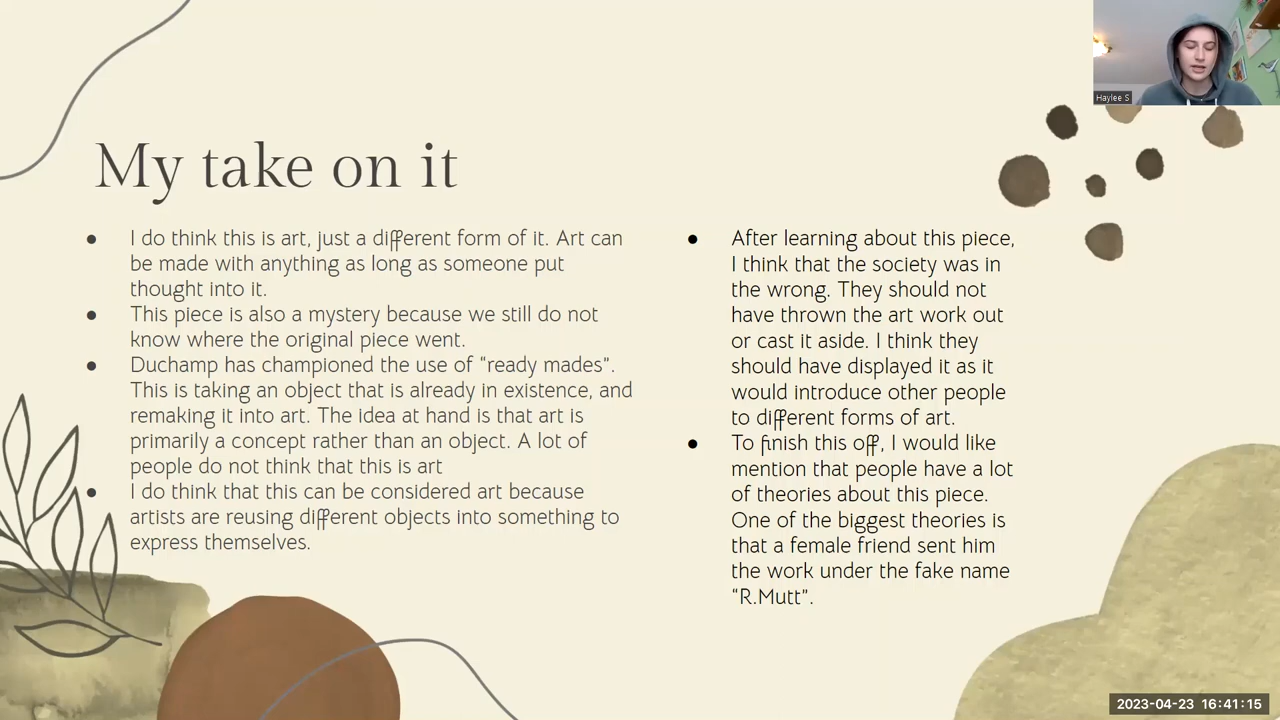 Haylee S
My take on it
I do think this is art, just a different form of it. Art can
be made with anything as long as someone put
thought into it.
This piece is also a mystery because we still do not
know where the original piece went.
Duchamp has championed the use of “ready mades”.
This is taking an object that is already in existence, and
remaking it into art. The idea at hand is that art is
primarily a concept rather than an object. A lot of
people do not think that this is art
I do think that this can be considered art because
artists are reusing different objects into something to
express themselves.
After learning about this piece,
I think that the society was in
the wrong. They should not
have thrown the art work out
or cast it aside. I think they
should have displayed it as it
would introduce other people
to different forms of art.
To finish this off, I would like
mention that people have a lot
of theories about this piece.
One of the biggest theories is
that a female friend sent him
the work under the fake name
“R.Mutt”.
2023-04-23 16:41:15